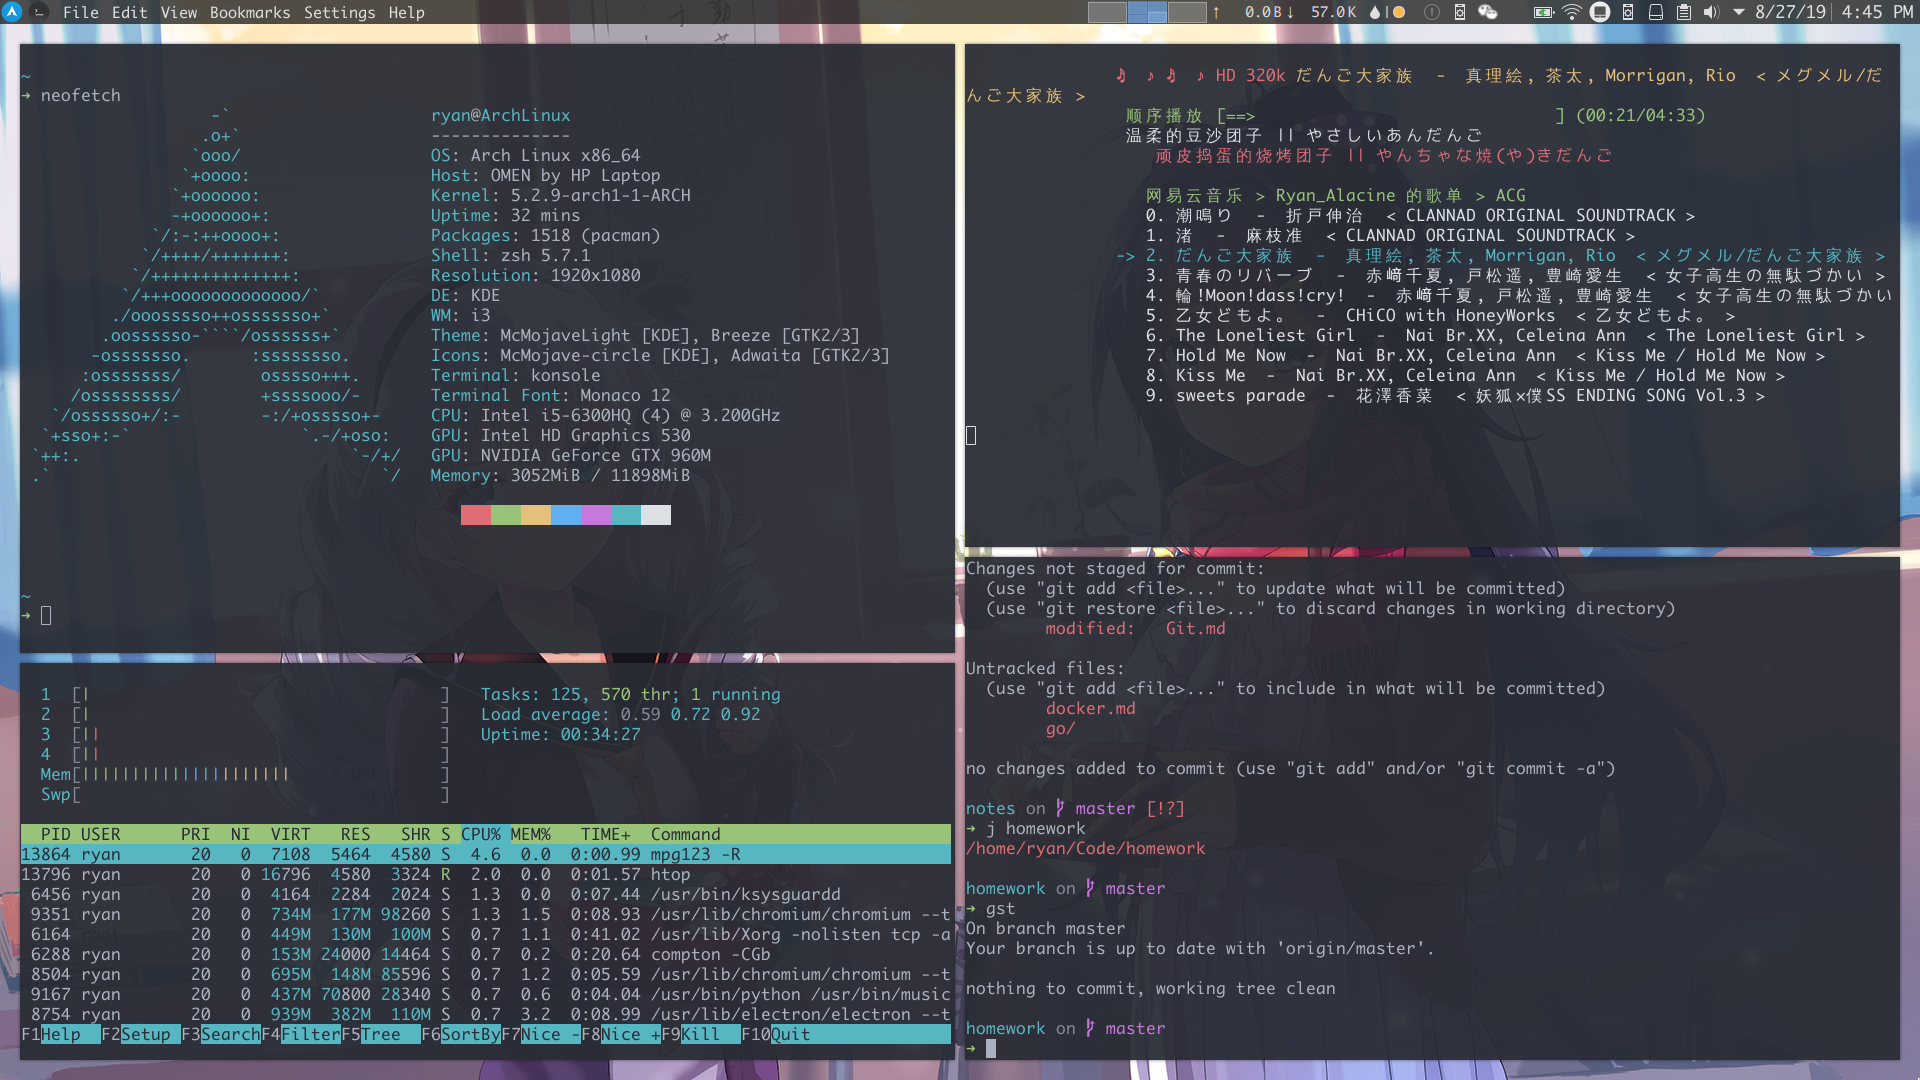 File Edit View Bookmarks Settings Help
↑ 0.0B↓ 57.0K
8/27/19 4:45 PM
~
→ neofetch
ryan@ArchLinux
--------------
OS: Arch Linux x86_64
Host: OMEN by HP Laptop
Kernel: 5.2.9-arch1-1-ARCH
Uptime: 32 mins
Packages: 1518 (pacman)
Shell: zsh 5.7.1
Resolution: 1920x1080
DE: KDE
WM: i3
Theme: McMojaveLight [KDE], Breeze [GTK2/3]
Icons: McMojave-circle [KDE], Adwaita [GTK2/3]
Terminal: konsole
Terminal Font: Monaco 12
CPU: Intel i5-6300HQ (4) @ 3.200GHz
GPU: Intel HD Graphics 530
GPU: NVIDIA GeForce GTX 960M
Memory: 3052MiB / 11898MiB
-`
.o+`
`ooo/
`+oooo:
`+oooooo:
-+oooooo+:
`/:-:++oooo+:
`/++++/+++++++:
`/++++++++++++++:
`/+++ooooooooooooo/`
./ooosssso++osssssso+`
.oossssso-````/ossssss+`
-osssssso.      :ssssssso.
:osssssss/        osssso+++.
/ossssssss/        +ssssooo/-
`/ossssso+/:-        -:/+osssso+-
`+sso+:-`                 `.-/+oso:
`++:.                           `-/+/
.`                                 `/
~
→
♪ ♪ HD 320k だんご大家族 - 真理絵, 茶太, Morrigan, Rio < メグメル/だ
んご大家族 >
顺序播放 [==> ] (00:21/04:33)
温柔的豆沙团子 || やさしいあんだんご
顽皮捣蛋的烧烤团子 || やんちゃな焼(や)きだんご
网易云音乐 > Ryan_Alacine 的歌单 > ACG
0. 潮鳴り - 折戸伸治 < CLANNAD ORIGINAL SOUNDTRACK >
1. 渚 - 麻枝准 < CLANNAD ORIGINAL SOUNDTRACK >
-> 2. だんご大家族 - 真理絵, 茶太, Morrigan, Rio < メグメル/だんご大家族 >
3. 青春のリバーブ - 赤﨑千夏, 戸松遥, 豊崎愛生 < 女子高生の無駄づかい >
4. 輪!Moon!dass!cry! - 赤﨑千夏, 戸松遥, 豊崎愛生 < 女子高生の無駄づかい
5. 乙女どもよ。 - CHiCO with HoneyWorks < 乙女どもよ。 >
6. The Loneliest Girl - Nai Br.XX, Celeina Ann < The Loneliest Girl >
7. Hold Me Now - Nai Br.XX, Celeina Ann < Kiss Me / Hold Me Now >
8. Kiss Me - Nai Br.XX, Celeina Ann < Kiss Me / Hold Me Now >
9. sweets parade - 花澤香菜 < 妖狐×僕SS ENDING SONG Vol.3 >
1 [| ]
2 [| ]
3 [|| ]
4 [|| ]
Mem[||||||||||||||||||||| ]
Swp[ ]
Tasks: 125, 570 thr; 1 running
Load average: 0.59 0.72 0.92
Uptime: 00:34:27
PID USER PRI NI VIRT RES SHR S CPU% MEM% TIME+ Command
13864 ryan 20 0 7108 5464 4580 S 4.6 0.0 0:00.99 mpg123 -R
13796 ryan 20 0 16796 4580 3324 R 2.0 0.0 0:01.57 htop
6456 ryan 20 0 4164 2284 2024 S 1.3 0.0 0:07.44 /usr/bin/ksysguardd
9351 ryan 20 0 734M 177M 98260 S 1.3 1.5 0:08.93 /usr/lib/chromium/chromium --t
6164 root 20 0 449M 130M 100M S 0.7 1.1 0:41.02 /usr/lib/Xorg -nolisten tcp -a
6288 ryan 20 0 153M 24000 14464 S 0.7 0.2 0:20.64 compton -CGb
8504 ryan 20 0 695M 148M 85596 S 0.7 1.2 0:05.59 /usr/lib/chromium/chromium --t
9167 ryan 20 0 437M 70800 28340 S 0.7 0.6 0:04.04 /usr/bin/python /usr/bin/music
8754 ryan 20 0 939M 382M 110M S 0.7 3.2 0:08.99 /usr/lib/electron/electron --t
F1Help F2Setup F3SearchF4FilterF5Tree F6SortByF7Nice -F8Nice +F9Kill F10Quit
Changes not staged for commit:
(use "git add <file>..." to update what will be committed)
(use "git restore <file>..." to discard changes in working directory)
modified: Git.md
Untracked files:
(use "git add <file>..." to include in what will be committed)
docker.md
go/
no changes added to commit (use "git add" and/or "git commit -a")
notes on master [!?]
→ j homework
/home/ryan/Code/homework
homework on master
→ gst
On branch master
Your branch is up to date with 'origin/master'.
nothing to commit, working tree clean
homework on master
→